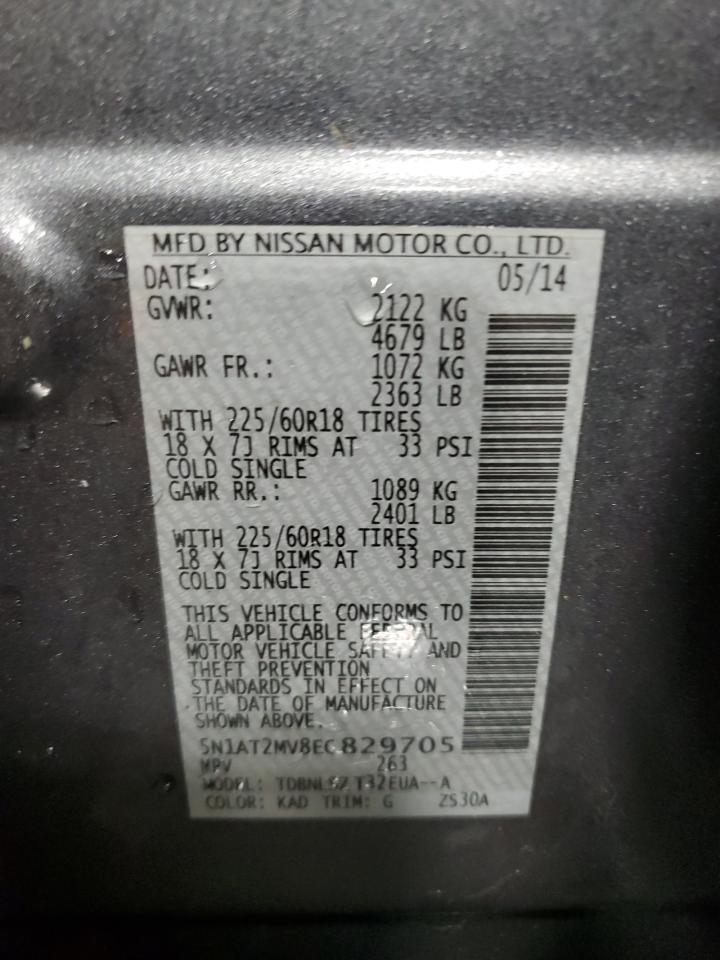 MFD BY NISSAN MOTOR CO., LTD.
DATE: 05/14
GVWR: 2122 KG
4679 LB
GAWR FR.: 1072 KG
2363 LB
WITH 225/60R18 TIRES
18 X 7J RIMS AT 33 PSI
COLD SINGLE
GAWR RR.: 1089 KG
2401 LB
WITH 225/60R18 TIRES
18 X 7J RIMS AT 33 PSI
COLD SINGLE
THIS VEHICLE CONFORMS TO
ALL APPLICABLE FEDERAL
MOTOR VEHICLE SAFETY AND
THEFT PREVENTION
STANDARDS IN EFFECT ON
THE DATE OF MANUFACTURE
SHOWN ABOVE.
5N1AT2MV8EC829705
MPV 263
MODEL: T32EUA--A
COLOR: KAD TRIM: G ZS30A